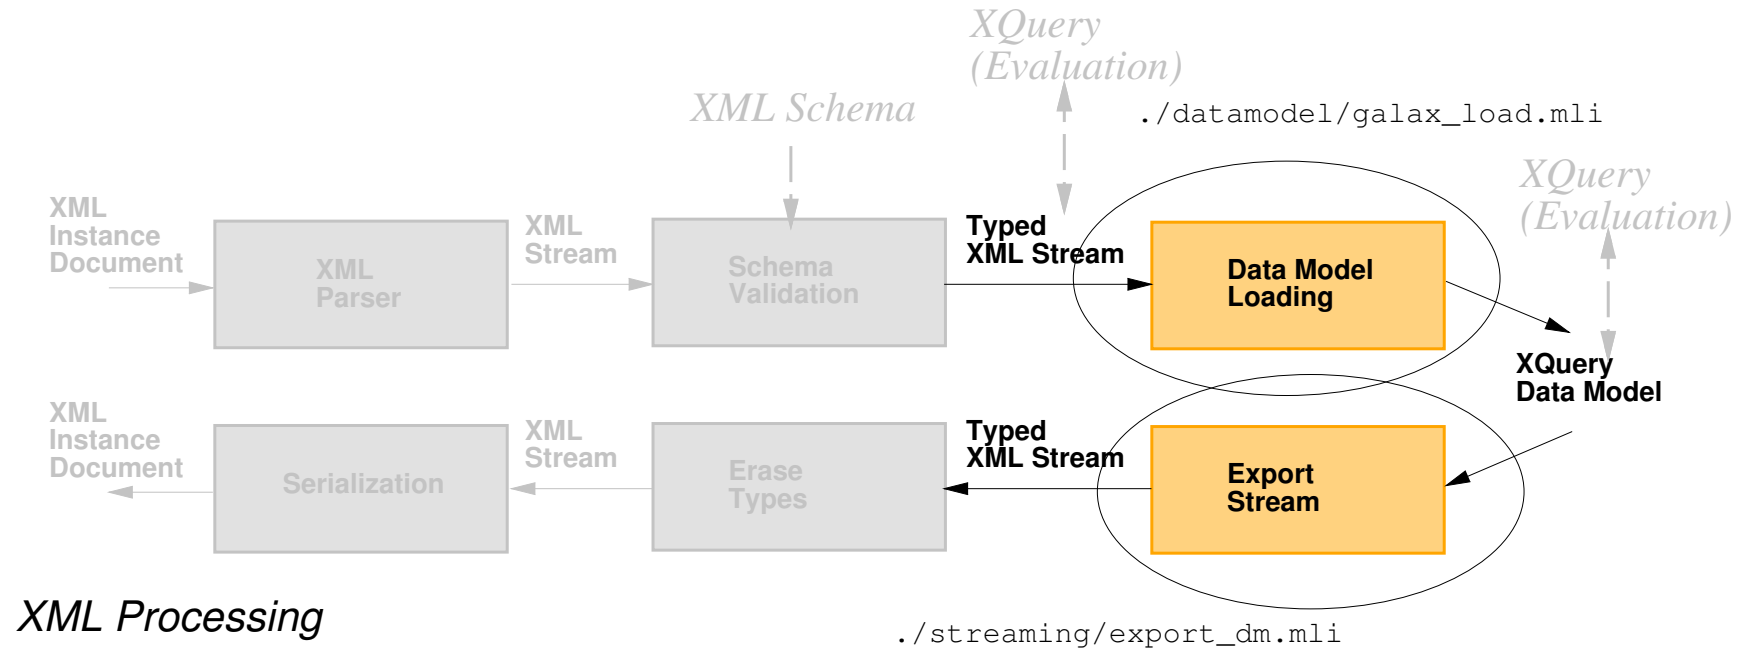 XQuery
(Evaluation)
XML Schema
./datamodel/galax_load.mli
XQuery
(Evaluation)
XML
Instance
Document
XML
Parser
XML
Stream
Schema
Validation
Typed
XML Stream
Data Model
Loading
XQuery
Data Model
XML
Instance
Document
Serialization
XML
Stream
Erase
Types
Typed
XML Stream
Export
Stream
XML Processing
./streaming/export_dm.mli